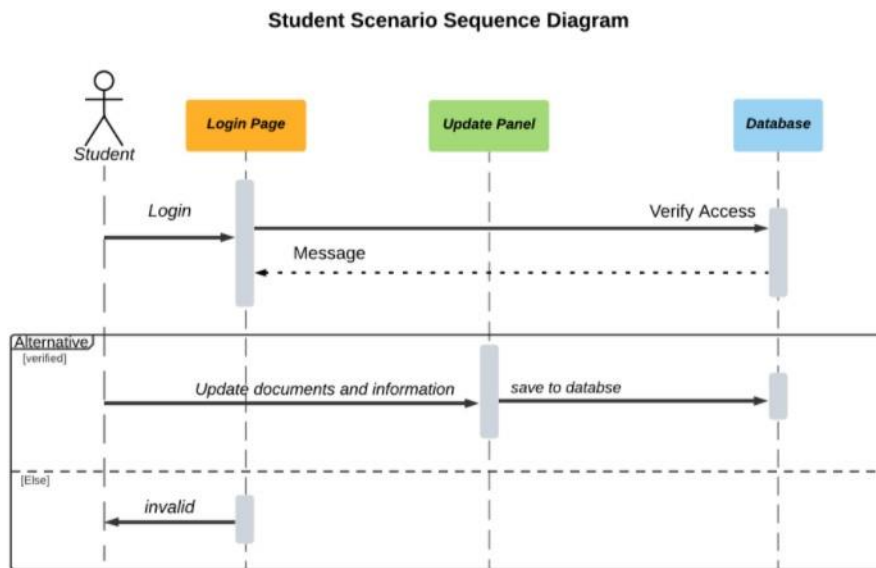 Student Scenario Sequence Diagram
Student
Login Page
Update Panel
Database
Login
Verify Access
Message
Alternative
[verified]
Update documents and information
save to databse
[Else]
invalid